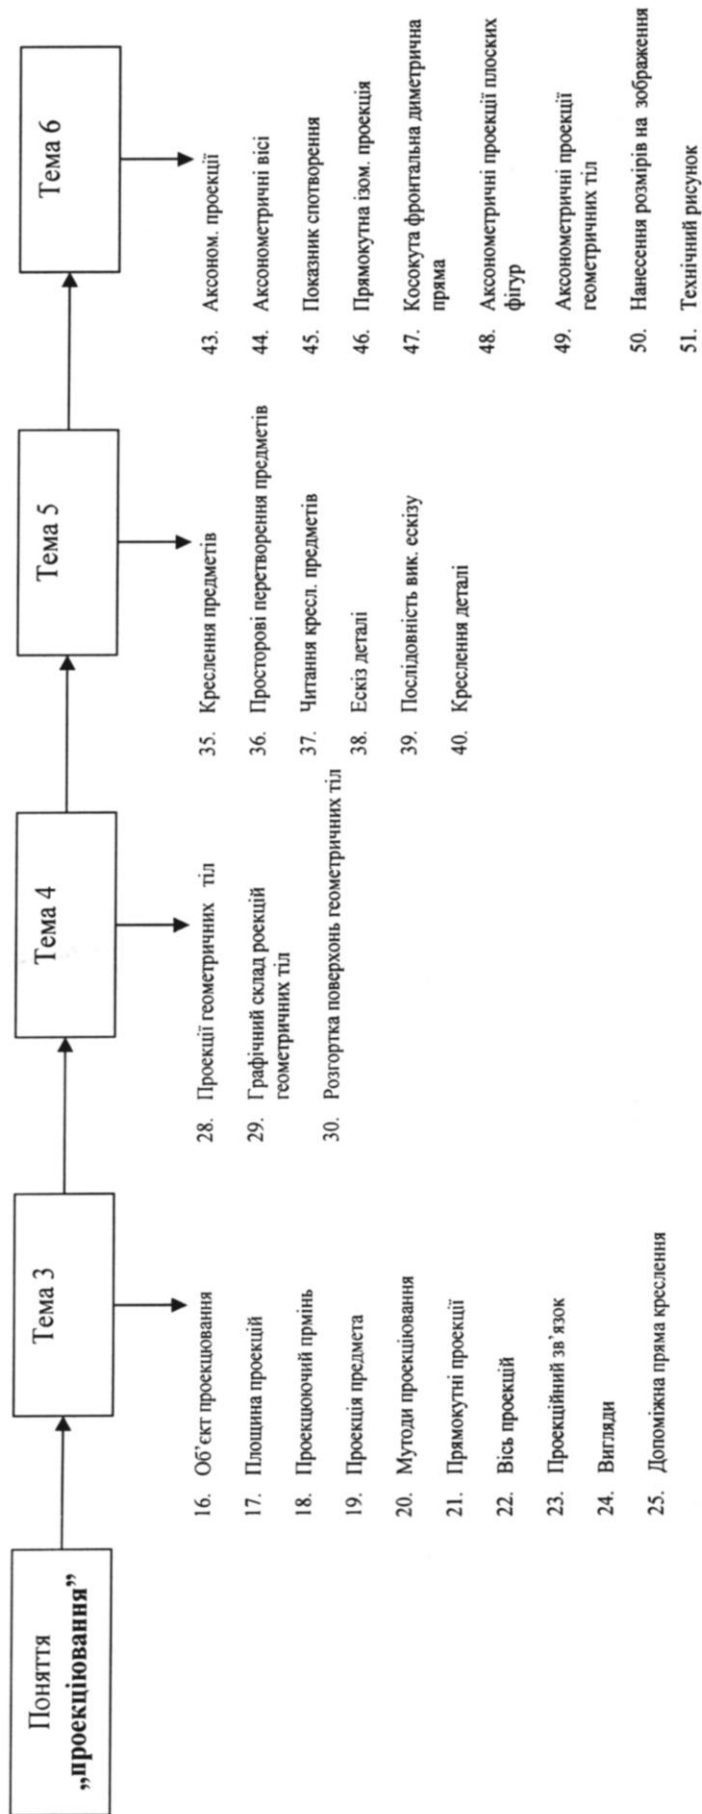 Поняття
„проекціювання”
Тема 3
Тема 4
Тема 5
Тема 6
16. Об’єкт проекцювання
17. Площина проекцій
18. Проекцюючий прмінь
19. Проекція предмета
20. Мутоди проекціювання
21. Прямокутні проекції
22. Вісь проекцій
23. Проекційний зв’язок
24. Вигляди
25. Допоміжна пряма креслення
28. Проекції геометричних тіл
29. Графічний склад роекцій
геометричних тіл
30. Розгортка поверхонь геометричних тіл
35. Креслення предметів
36. Просторові перетворення предметів
37. Читання кресл. предметів
38. Ескіз деталі
39. Послідовність вик. ескізу
40. Креслення деталі
43. Аксоном. проекції
44. Аксонометричні вісі
45. Показник спотворення
46. Прямокутна ізом. проекція
47. Косокута фронтальна диметрична
пряма
48. Аксонометричні проекції плоских
фігур
49. Аксонометричні проекції
геометричних тіл
50. Нанесення розмірів на зображення
51. Технічний рисунок